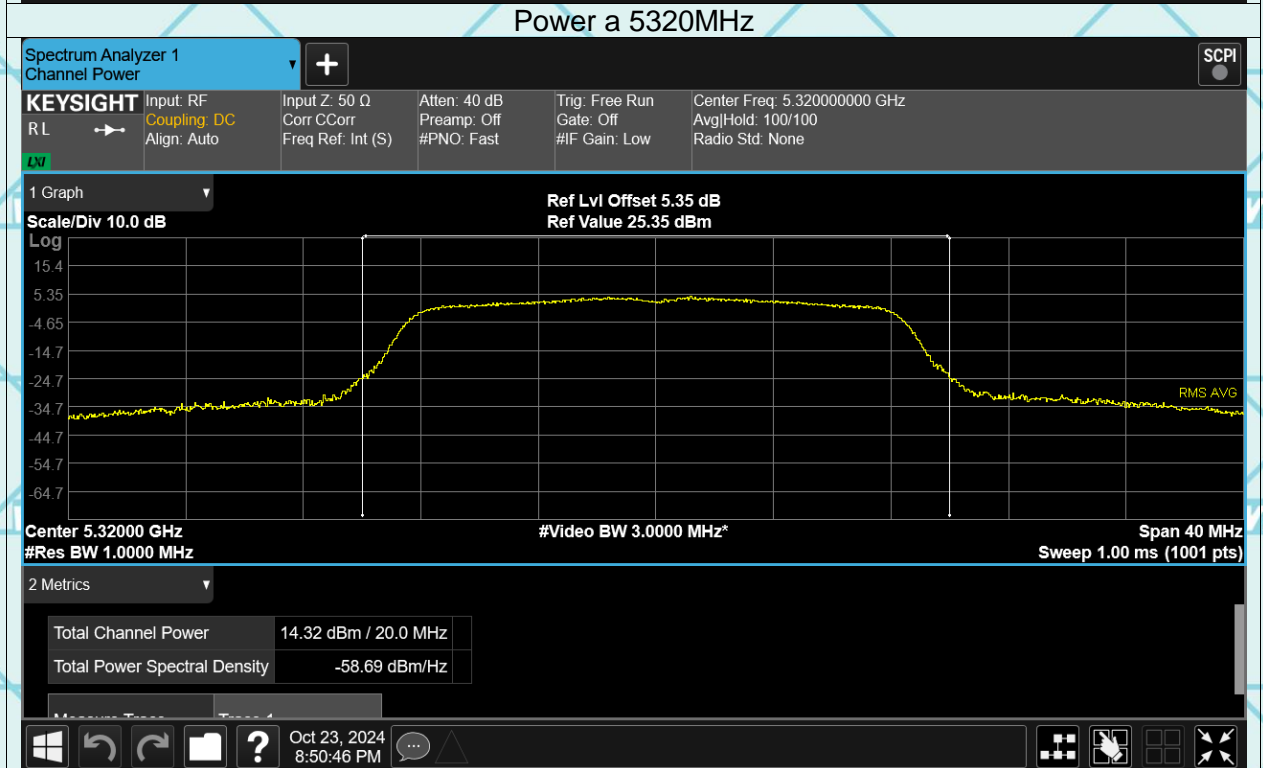 Power a 5320MHz
Spectrum Analyzer 1
Channel Power
+
SCPI
KEYSIGHT
RL
LXI
Input: RF
Coupling: DC
Align: Auto
Input Z: 50 Ω
Corr CCorr
Freq Ref: Int (S)
Atten: 40 dB
Preamp: Off
#PNO: Fast
Trig: Free Run
Gate: Off
#IF Gain: Low
Center Freq: 5.320000000 GHz
Avg|Hold: 100/100
Radio Std: None
1 Graph
Scale/Div 10.0 dB
Ref Lvl Offset 5.35 dB
Ref Value 25.35 dBm
Log
15.4
5.35
-4.65
-14.7
-24.7
-34.7
-44.7
-54.7
-64.7
RMS AVG
Center 5.32000 GHz
#Video BW 3.0000 MHz*
Span 40 MHz
#Res BW 1.0000 MHz
Sweep 1.00 ms (1001 pts)
2 Metrics
Total Channel Power 14.32 dBm / 20.0 MHz
Total Power Spectral Density -58.69 dBm/Hz
Measure Trace Trace 1
?
Oct 23, 2024
8:50:46 PM